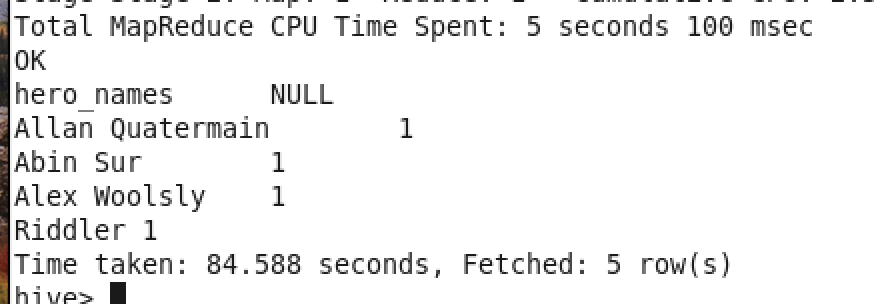 Total MapReduce CPU Time Spent: 5 seconds 100 msec
OK
hero_names NULL
Allan Quatermain 1
Abin Sur 1
Alex Woolsly 1
Riddler 1
Time taken: 84.588 seconds, Fetched: 5 row(s)
hive>